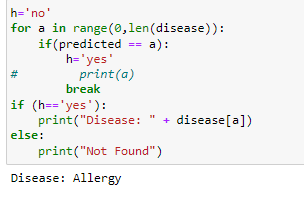 h='no'
for a in range(0,len(disease)):
    if(predicted == a):
        h='yes'
#         print(a)
        break
if (h=='yes'):
    print("Disease: " + disease[a])
else:
    print("Not Found")
Disease: Allergy